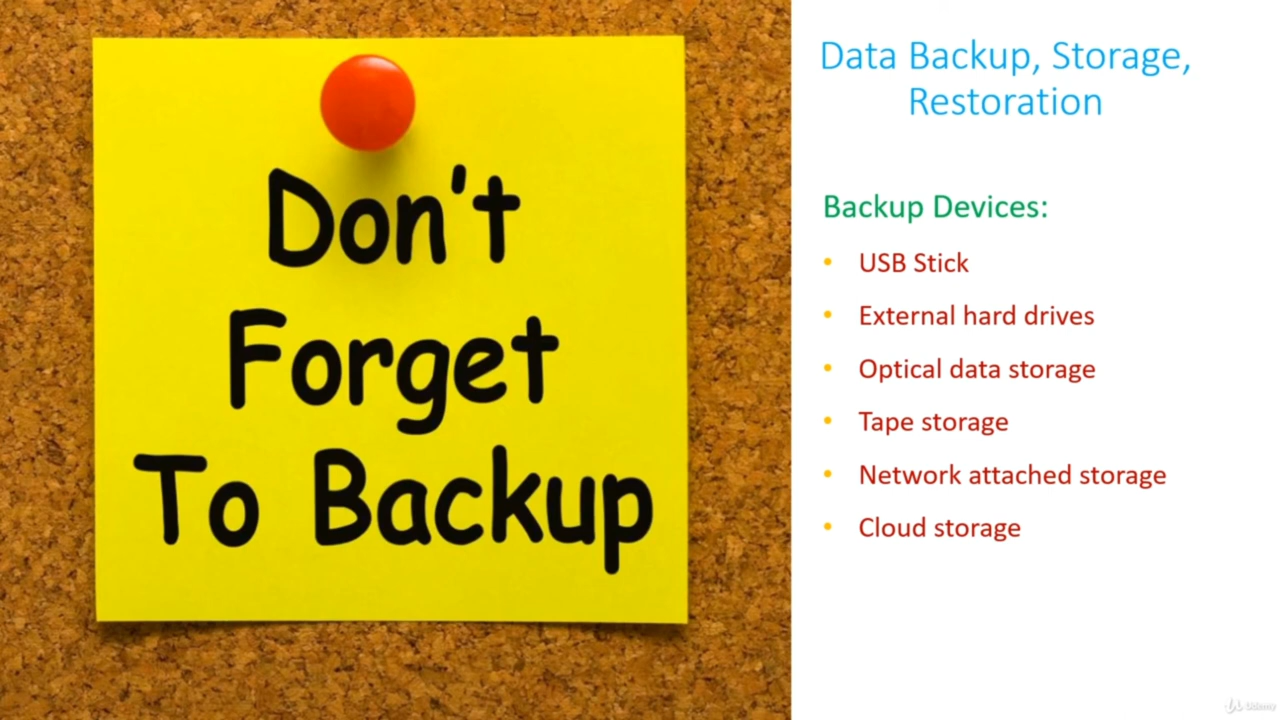 Don't
Forget
To Backup
Data Backup, Storage,
Restoration
Backup Devices:
• USB Stick
• External hard drives
• Optical data storage
• Tape storage
• Network attached storage
• Cloud storage
Udemy